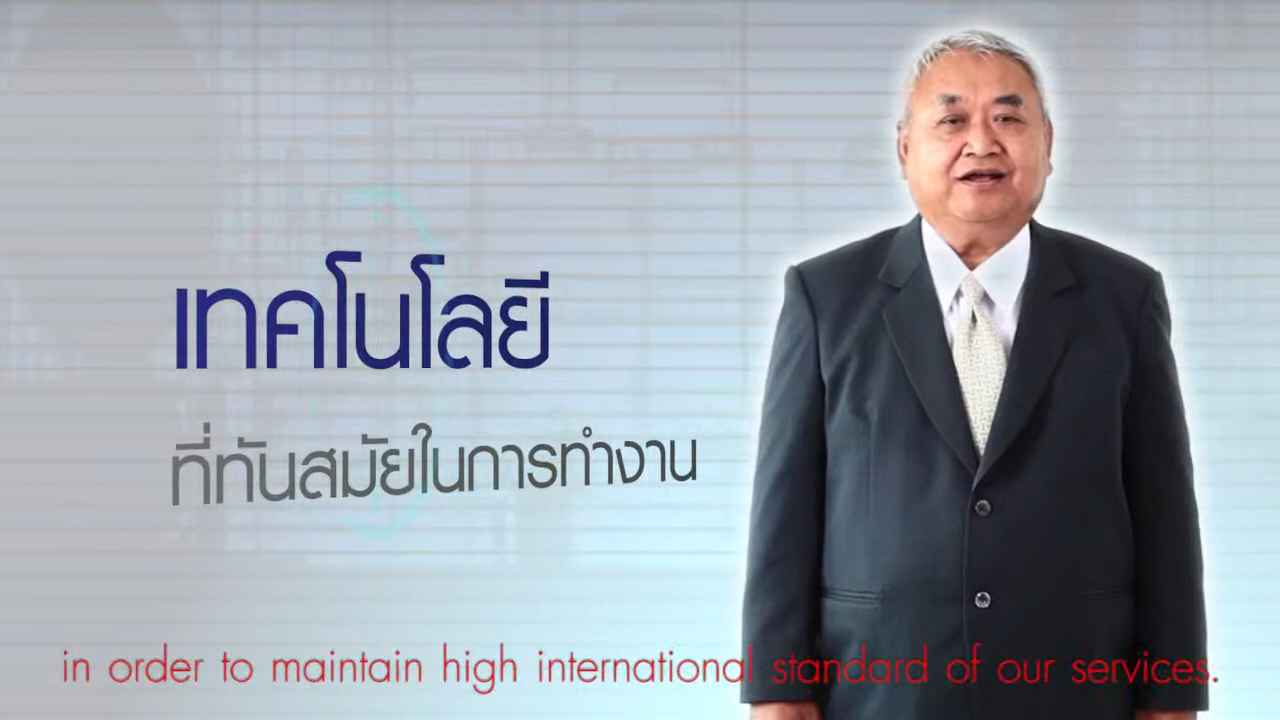 เทคโนโลยี
ที่ทันสมัยในการทำงาน
in order to maintain high international standard of our services.